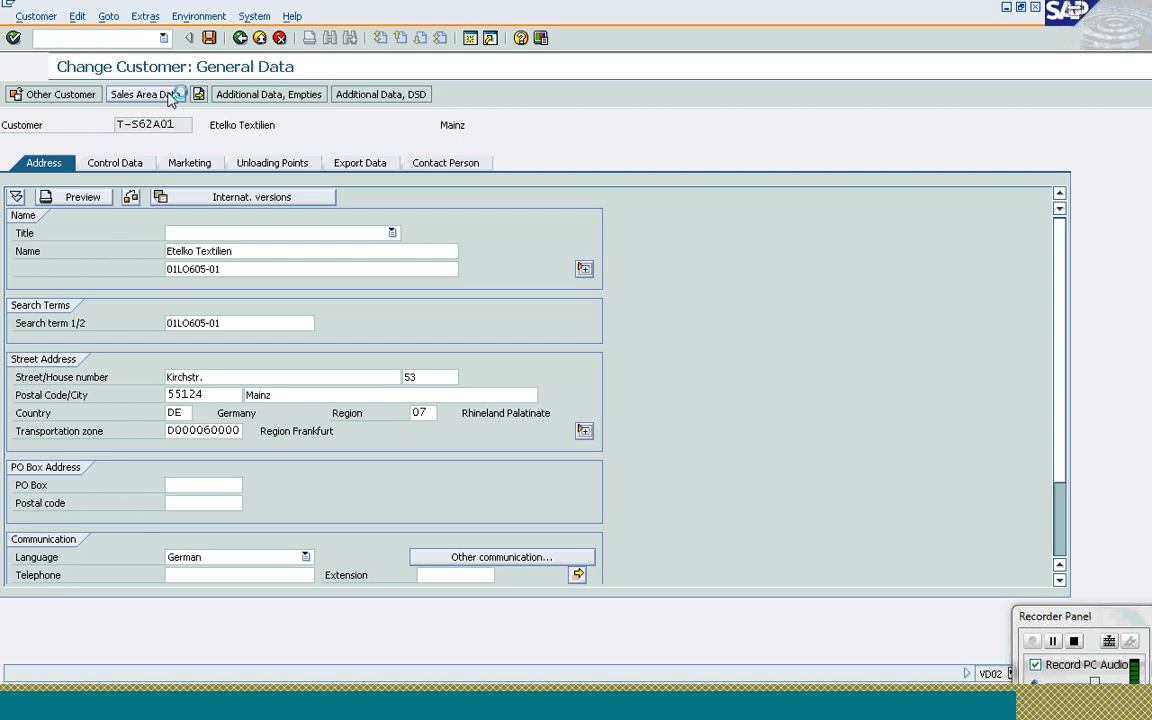 Customer Edit Goto Extras Environment System Help
SAP
Change Customer: General Data
Other Customer Sales Area Additional Data, Empties Additional Data, DSD
Customer T-S62A01 Etelko Textilien Mainz
Address Control Data Marketing Unloading Points Export Data Contact Person
Preview Internat. versions
Name
Title
Name Etelko Textilien
01LO605-01
Search Terms
Search term 1/2 01LO605-01
Street Address
Street/House number Kirchstr. 53
Postal Code/City 55124 Mainz
Country DE Germany Region 07 Rhineland Palatinate
Transportation zone D000060000 Region Frankfurt
PO Box Address
PO Box
Postal code
Communication
Language German Other communication...
Telephone Extension
Recorder Panel
Record PC Audio
VD02